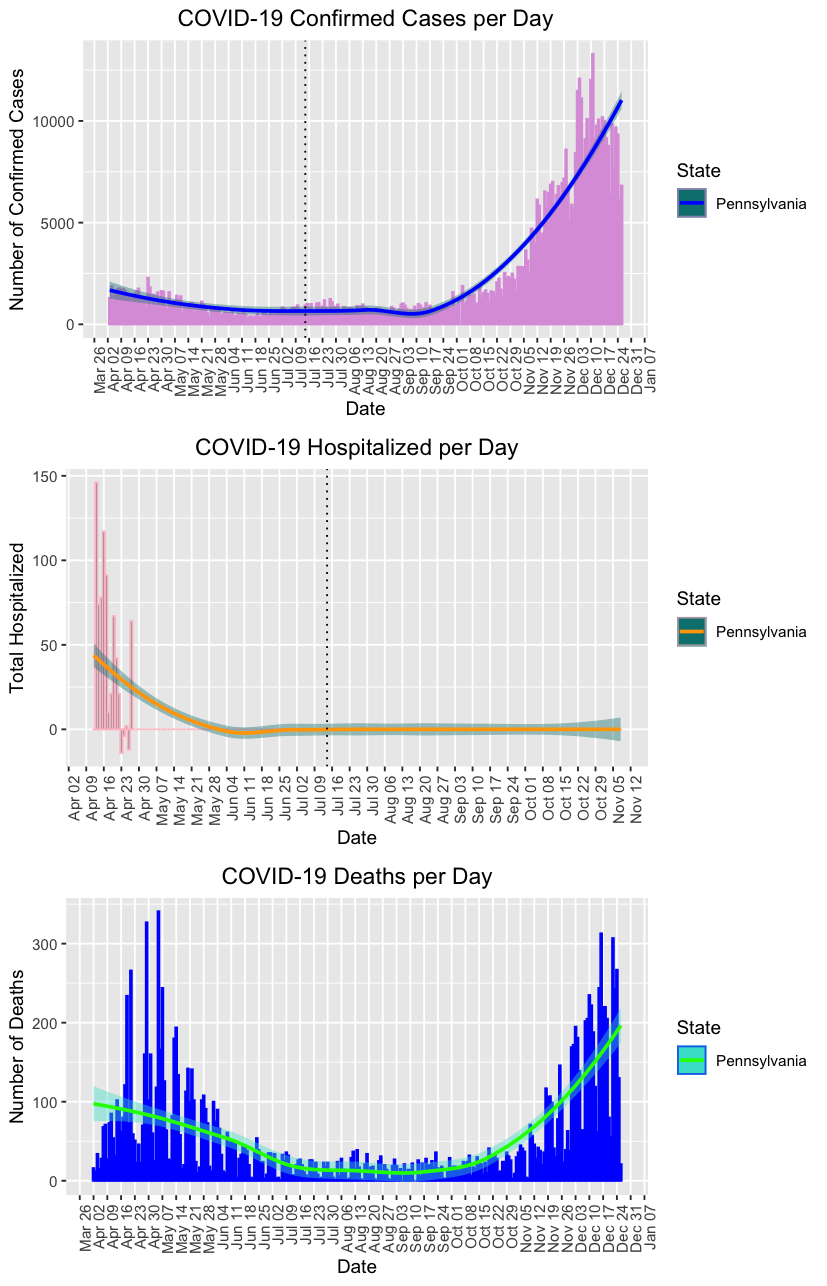 COVID-19 Confirmed Cases per Day
Number of Confirmed Cases
10000
5000
0
Mar 26
Apr 02
Apr 09
Apr 16
Apr 23
Apr 30
May 07
May 14
May 21
May 28
Jun 04
Jun 11
Jun 18
Jun 25
Jul 02
Jul 09
Jul 16
Jul 23
Jul 30
Aug 06
Aug 13
Aug 20
Aug 27
Sep 03
Sep 10
Sep 17
Sep 24
Oct 01
Oct 08
Oct 15
Oct 22
Oct 29
Nov 05
Nov 12
Nov 19
Nov 26
Dec 03
Dec 10
Dec 17
Dec 24
Dec 31
Jan 07
Date
State
Pennsylvania
COVID-19 Hospitalized per Day
Total Hospitalized
150
100
50
0
Apr 02
Apr 09
Apr 16
Apr 23
Apr 30
May 07
May 14
May 21
May 28
Jun 04
Jun 11
Jun 18
Jun 25
Jul 02
Jul 09
Jul 16
Jul 23
Jul 30
Aug 06
Aug 13
Aug 20
Aug 27
Sep 03
Sep 10
Sep 17
Sep 24
Oct 01
Oct 08
Oct 15
Oct 22
Oct 29
Nov 05
Nov 12
Date
State
Pennsylvania
COVID-19 Deaths per Day
Number of Deaths
300
200
100
0
Mar 26
Apr 02
Apr 09
Apr 16
Apr 23
Apr 30
May 07
May 14
May 21
May 28
Jun 04
Jun 11
Jun 18
Jun 25
Jul 02
Jul 09
Jul 16
Jul 23
Jul 30
Aug 06
Aug 13
Aug 20
Aug 27
Sep 03
Sep 10
Sep 17
Sep 24
Oct 01
Oct 08
Oct 15
Oct 22
Oct 29
Nov 05
Nov 12
Nov 19
Nov 26
Dec 03
Dec 10
Dec 17
Dec 24
Dec 31
Jan 07
Date
State
Pennsylvania